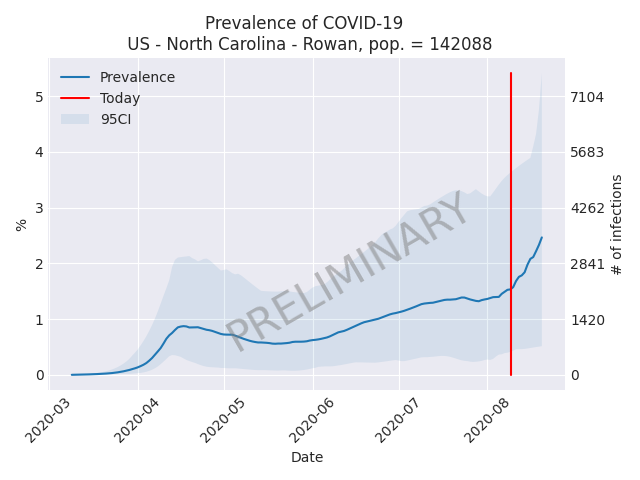 Prevalence of COVID-19
US - North Carolina - Rowan, pop. = 142088
Prevalence
Today
95CI
PRELIMINARY
%
5
4
3
2
1
0
7104
5683
4262
2841
1420
0
# of infections
2020-03
2020-04
2020-05
2020-06
2020-07
2020-08
Date